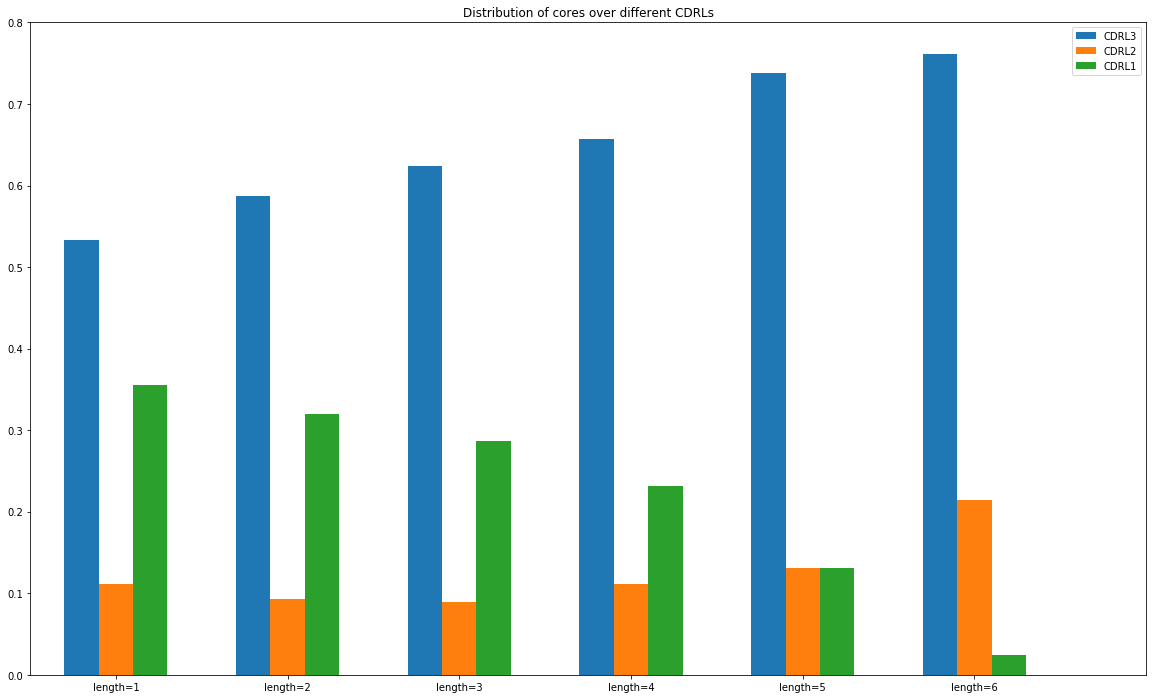 Distribution of cores over different CDRLs
CDRL3
CDRL2
CDRL1
0.8
0.7
0.6
0.5
0.4
0.3
0.2
0.1
0.0
length=1 length=2 length=3 length=4 length=5 length=6